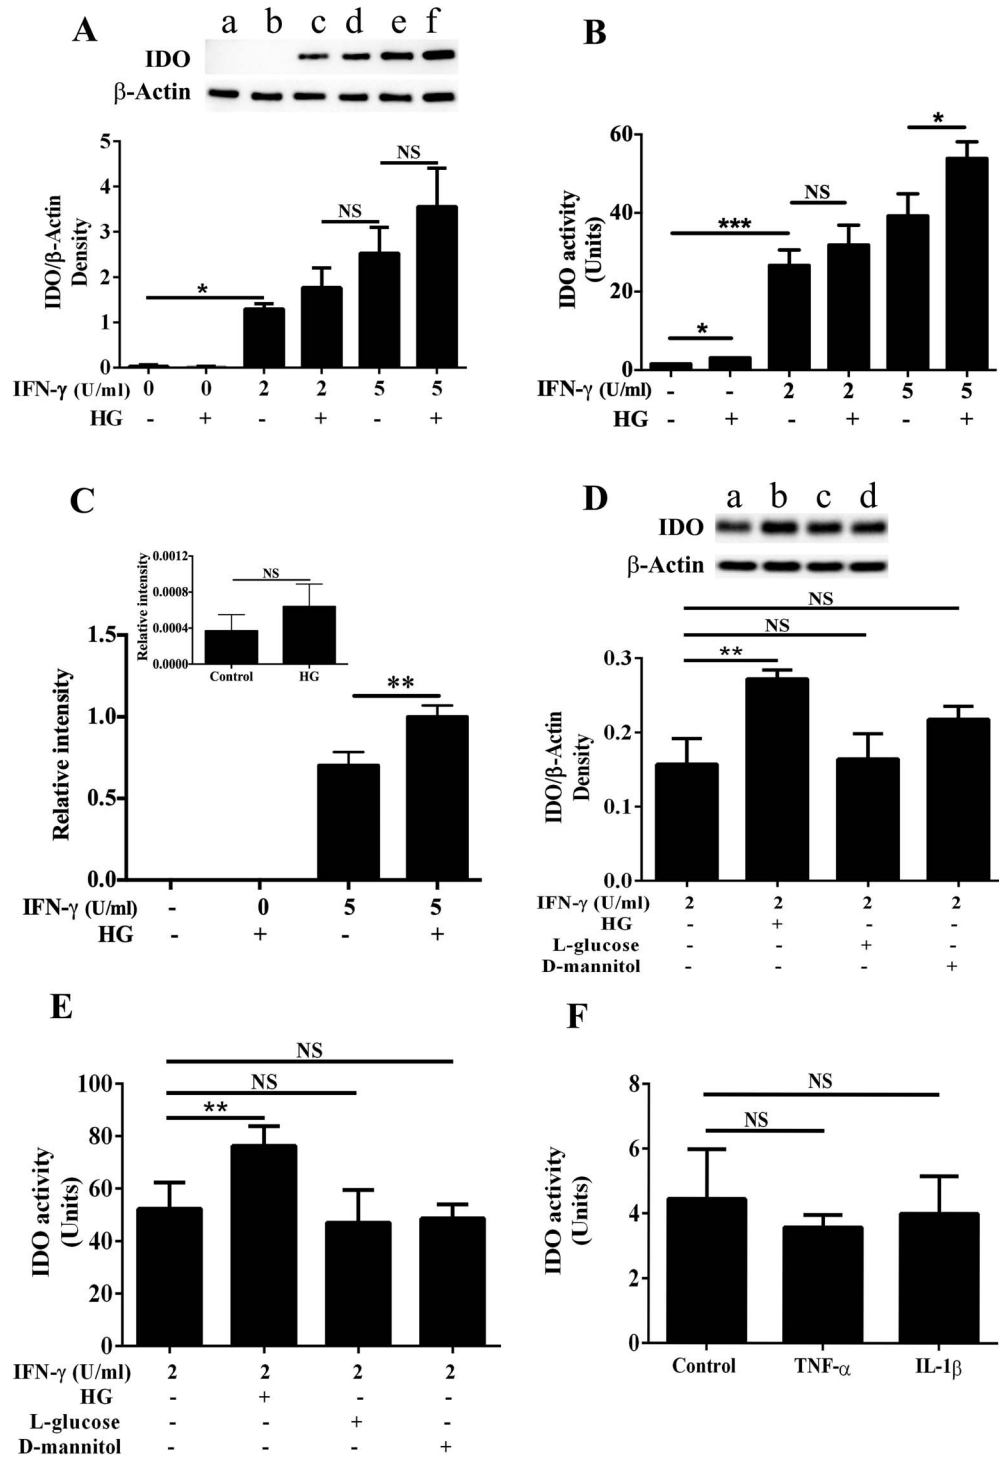 A
a b c d e f
IDO
β-Actin
IDO/β-Actin
Density
5
4
3
2
1
0
*
NS
NS
IFN-γ (U/ml) 0 0 2 2 5 5
HG - + - + - +
B
IDO activity
(Units)
60
40
20
0
*
***
NS
*
IFN-γ (U/ml) - - 2 2 5 5
HG - + - + - +
C
Relative intensity
0.0012
0.0008
0.0004
0.0000
NS
Control HG
Relative intensity
1.5
1.0
0.5
0.0
**
IFN-γ (U/ml) - 0 5 5
HG - + - +
D
a b c d
IDO
β-Actin
NS
NS
**
IDO/β-Actin
Density
0.3
0.2
0.1
0.0
IFN-γ (U/ml) 2 2 2 2
HG - + - -
L-glucose - - + -
D-mannitol - - - +
E
NS
NS
**
IDO activity
(Units)
100
80
60
40
20
0
IFN-γ (U/ml) 2 2 2 2
HG - + - -
L-glucose - - + -
D-mannitol - - - +
F
NS
NS
IDO activity
(Units)
8
6
4
2
0
Control TNF-α IL-1β